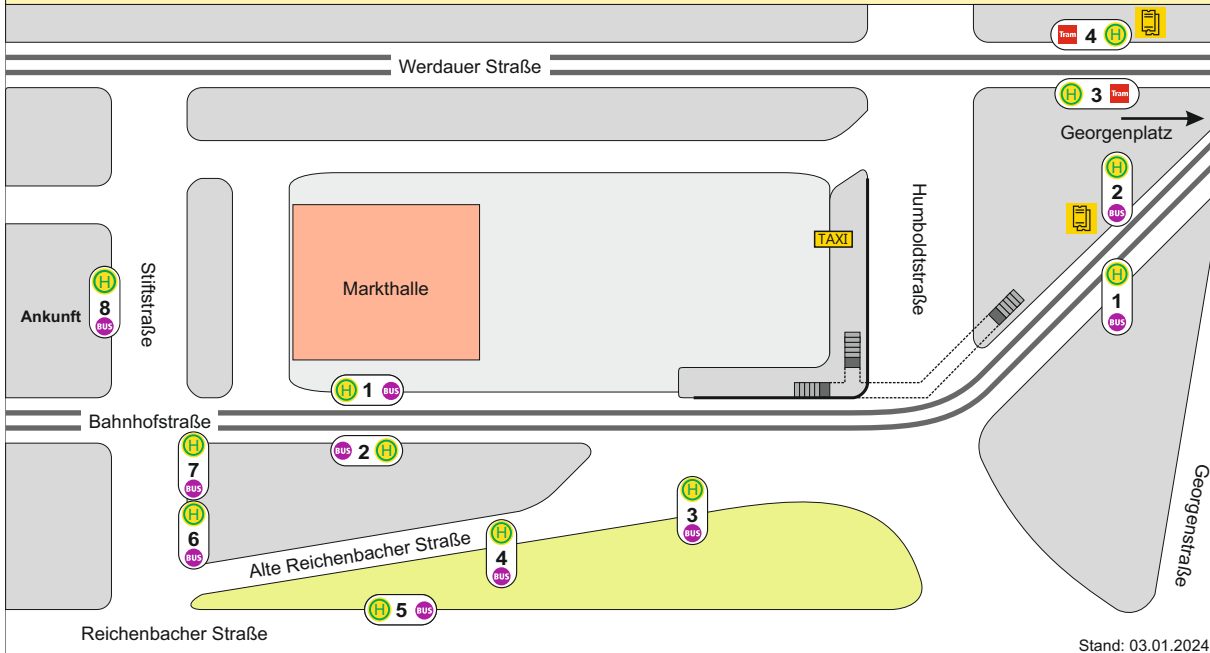 Tram 4 H
Werdauer Straße
H 3 Tram
Georgenplatz
H
2
BUS
TAXI
Humboldtstraße
Stiftstraße
H
8
BUS
Ankunft
Markthalle
H
1
BUS
H 1 BUS
Bahnhofstraße
H
7
BUS
BUS 2 H
H
6
BUS
H
3
BUS
Alte Reichenbacher Straße
H
4
BUS
Georgenstraße
H 5 BUS
Reichenbacher Straße
Stand: 03.01.2024